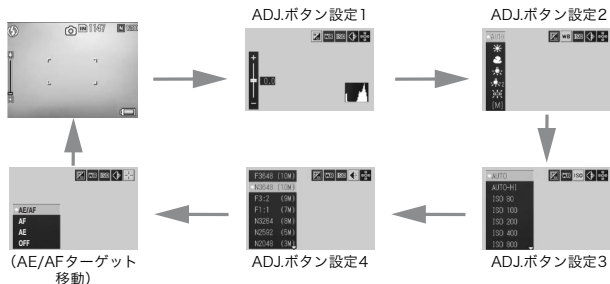 1147
ADJ.ボタン設定1
+
0.0
−
ADJ.ボタン設定2
AUTO
WB
ISO
[M]
ADJ.ボタン設定3
AUTO
AUTO-HI
ISO 80
ISO 100
ISO 200
ISO 400
ISO 800
ISO
ADJ.ボタン設定4
F3648 (10M)
N3648 (10M)
F3:2 (9M)
F1:1 (7M)
N3264 (8M)
N2592 (5M)
N2048 (3M)
AE/AF
AF
AE
OFF
(AE/AFターゲット
移動)